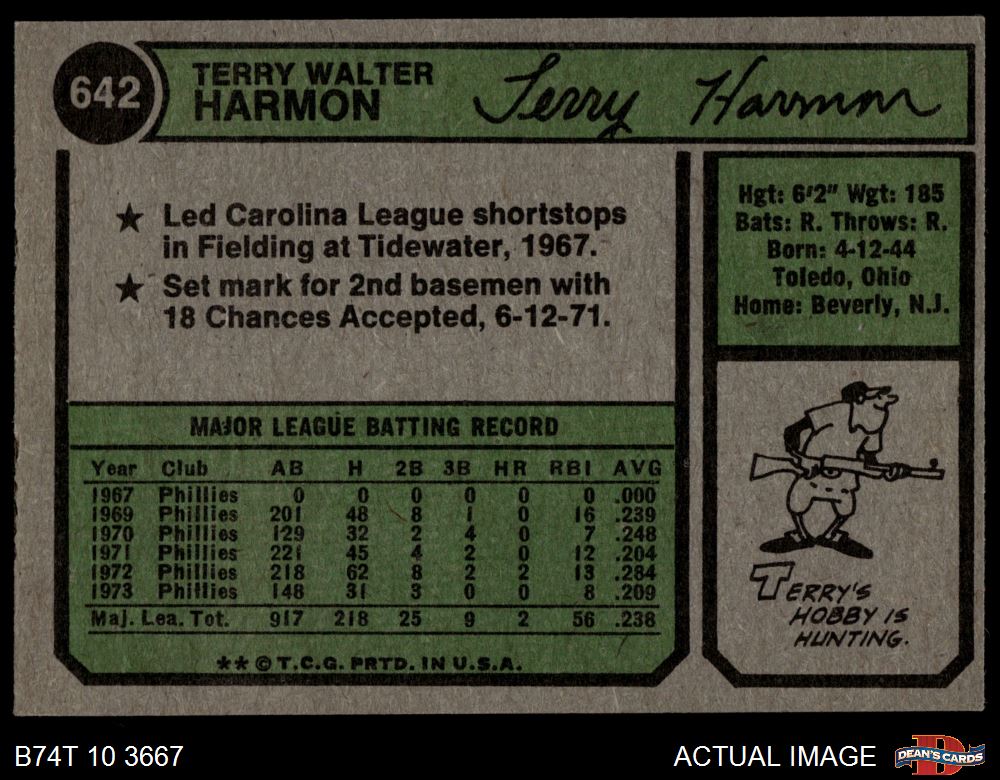 642
TERRY WALTER
HARMON
Terry Harmon
★ Led Carolina League shortstops
in Fielding at Tidewater, 1967.
★ Set mark for 2nd basemen with
18 Chances Accepted, 6-12-71.
Hgt: 6'2" Wgt: 185
Bats: R. Throws: R.
Born: 4-12-44
Toledo, Ohio
Home: Beverly, N.J.
MAJOR LEAGUE BATTING RECORD
Year Club AB H 2B 3B HR RBI AVG
1967 Phillies 0 0 0 0 0 0 .000
1969 Phillies 201 48 8 1 0 16 .239
1970 Phillies 129 32 2 4 0 7 .248
1971 Phillies 221 45 4 2 0 12 .204
1972 Phillies 218 62 8 2 2 13 .284
1973 Phillies 148 31 3 0 0 8 .209
Maj. Lea. Tot. 917 218 25 9 2 56 .238
** © T.C.G. PRTD. IN U.S.A.
TERRY'S
HOBBY IS
HUNTING.
B74T 10 3667
ACTUAL IMAGE
D
DEAN'S CARDS